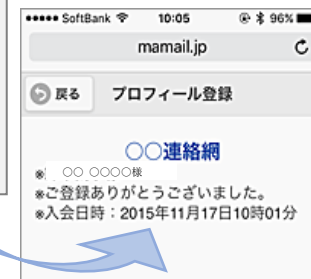 ●●●●● SoftBank 10:05 96%
mamail.jp
戻る プロフィール登録
○○連絡網
※ ○○ ○○○○様
※ご登録ありがとうございました。
※入会日時：2015年11月17日10時01分